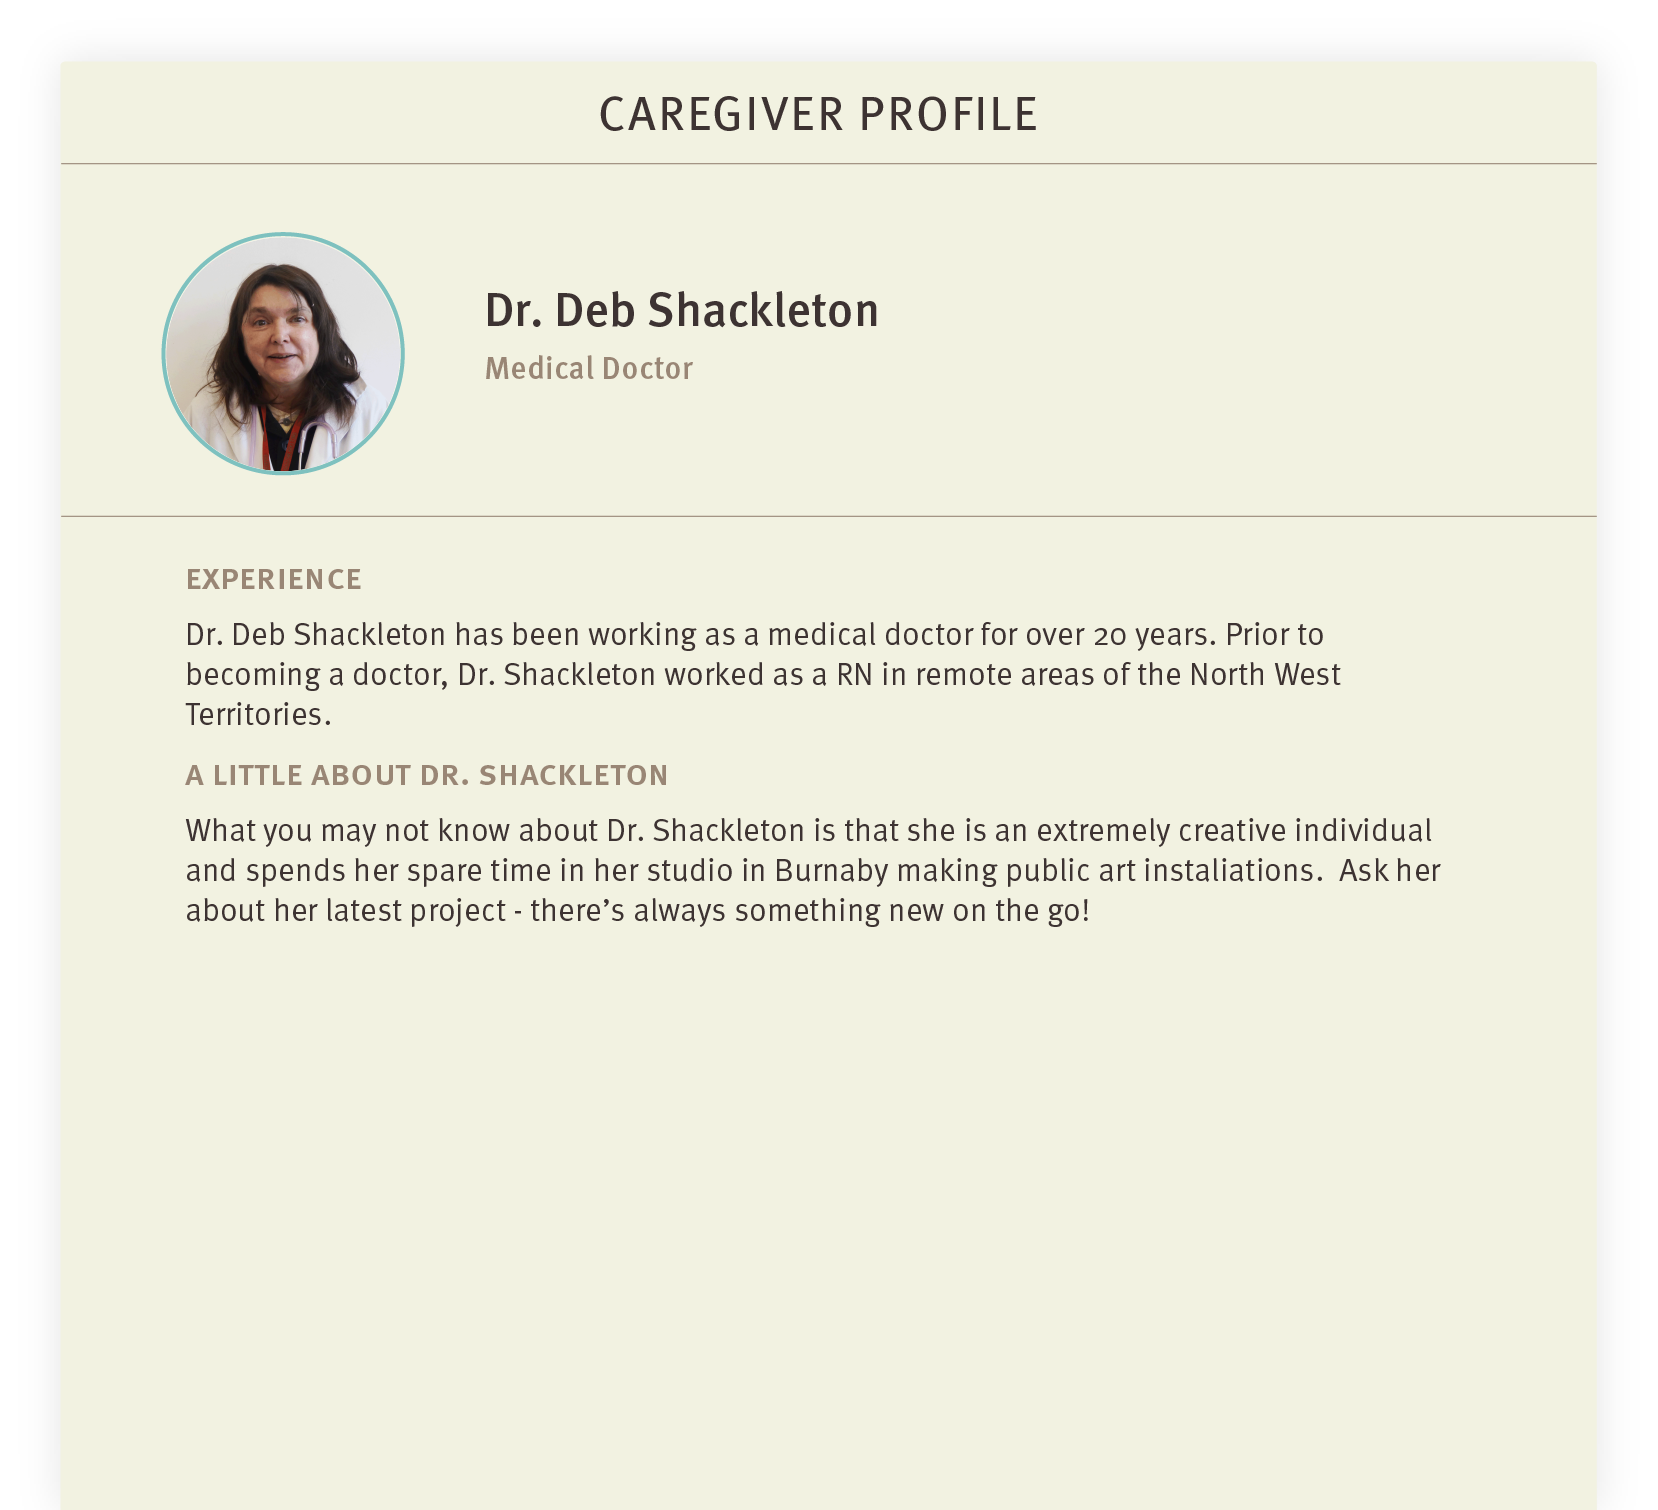 CAREGIVER PROFILE
Dr. Deb Shackleton
Medical Doctor
EXPERIENCE
Dr. Deb Shackleton has been working as a medical doctor for over 20 years. Prior to
becoming a doctor, Dr. Shackleton worked as a RN in remote areas of the North West
Territories.
A LITTLE ABOUT DR. SHACKLETON
What you may not know about Dr. Shackleton is that she is an extremely creative individual
and spends her spare time in her studio in Burnaby making public art instaliations.  Ask her
about her latest project - there’s always something new on the go!